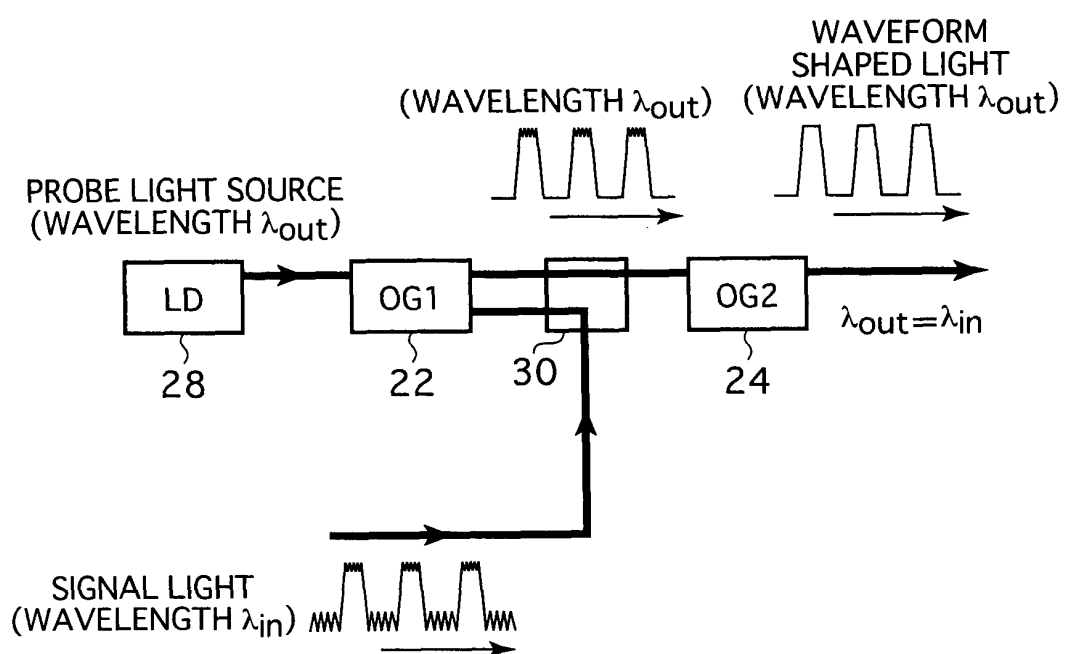 WAVEFORM
SHAPED LIGHT
(WAVELENGTH λout)
(WAVELENGTH λout)
PROBE LIGHT SOURCE
(WAVELENGTH λout)
LD
OG1
OG2
λout=λin
28
22
30
24
SIGNAL LIGHT
(WAVELENGTH λin)